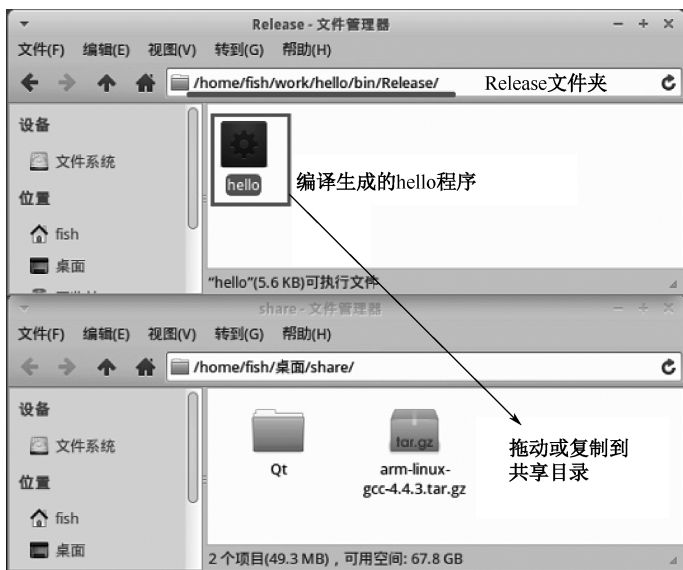 Release - 文件管理器
文件(F) 编辑(E) 视图(V) 转到(G) 帮助(H)
/home/fish/work/hello/bin/Release/ Release文件夹
设备
文件系统
位置
fish
桌面
hello
编译生成的hello程序
“hello”(5.6 KB)可执行文件
share - 文件管理器
文件(F) 编辑(E) 视图(V) 转到(G) 帮助(H)
/home/fish/桌面/share/
设备
文件系统
位置
fish
桌面
Qt
tar.gz
arm-linux-
gcc-4.4.3.tar.gz
拖动或复制到
共享目录
2 个项目(49.3 MB)，可用空间: 67.8 GB